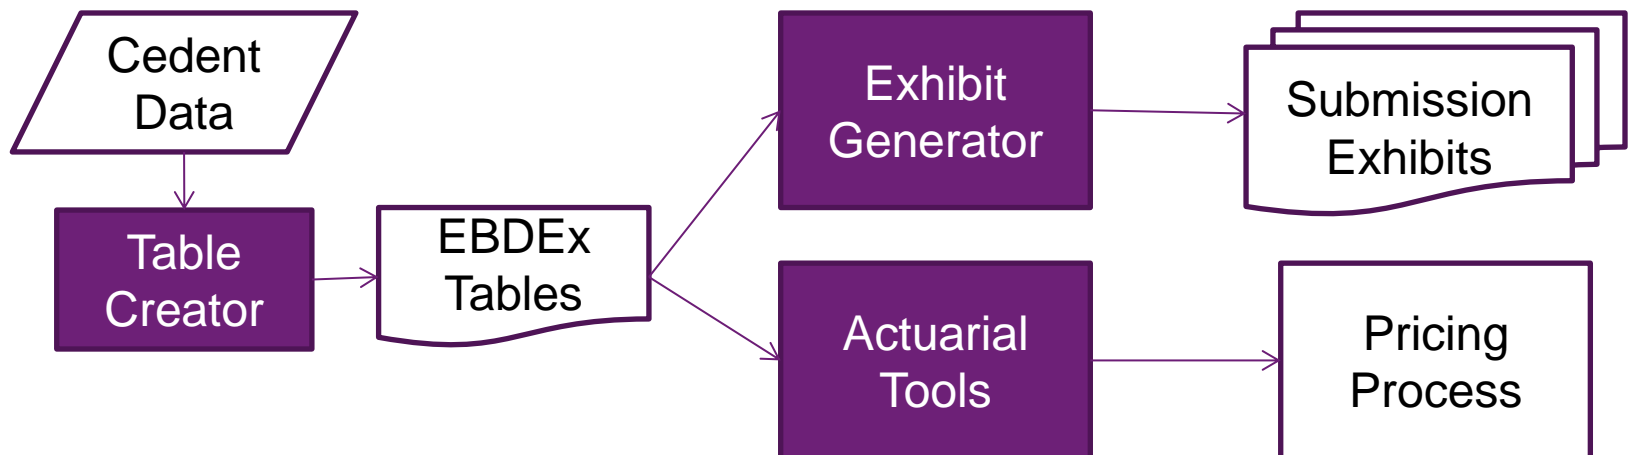 Cedent
Data
Table
Creator
EBDEx
Tables
Exhibit
Generator
Submission
Exhibits
Actuarial
Tools
Pricing
Process